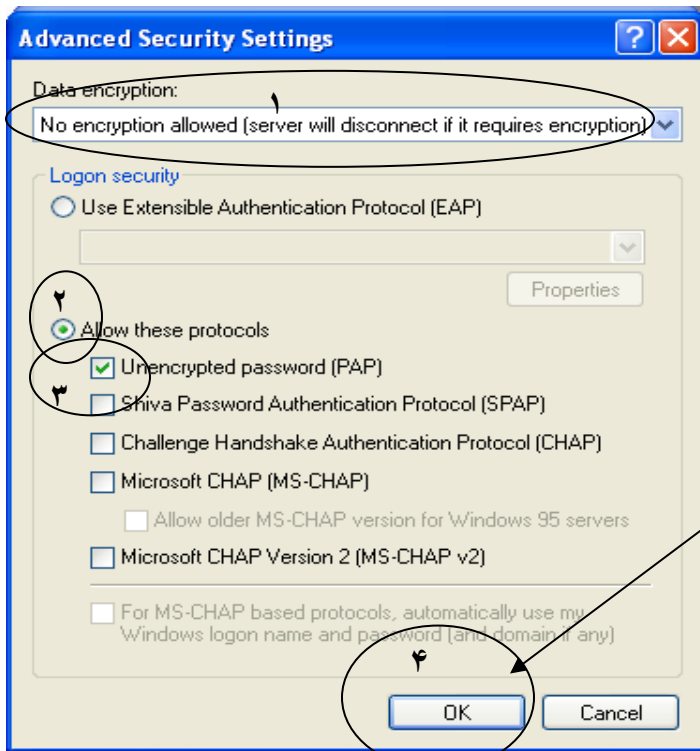 Advanced Security Settings
Data encryption:
۱
No encryption allowed (server will disconnect if it requires encryption)
Logon security
Use Extensible Authentication Protocol (EAP)
Properties
۲
Allow these protocols
Unencrypted password (PAP)
۳
Shiva Password Authentication Protocol (SPAP)
Challenge Handshake Authentication Protocol (CHAP)
Microsoft CHAP (MS-CHAP)
Allow older MS-CHAP version for Windows 95 servers
Microsoft CHAP Version 2 (MS-CHAP v2)
For MS-CHAP based protocols, automatically use my
Windows logon name and password (and domain if any)
۴
OK
Cancel